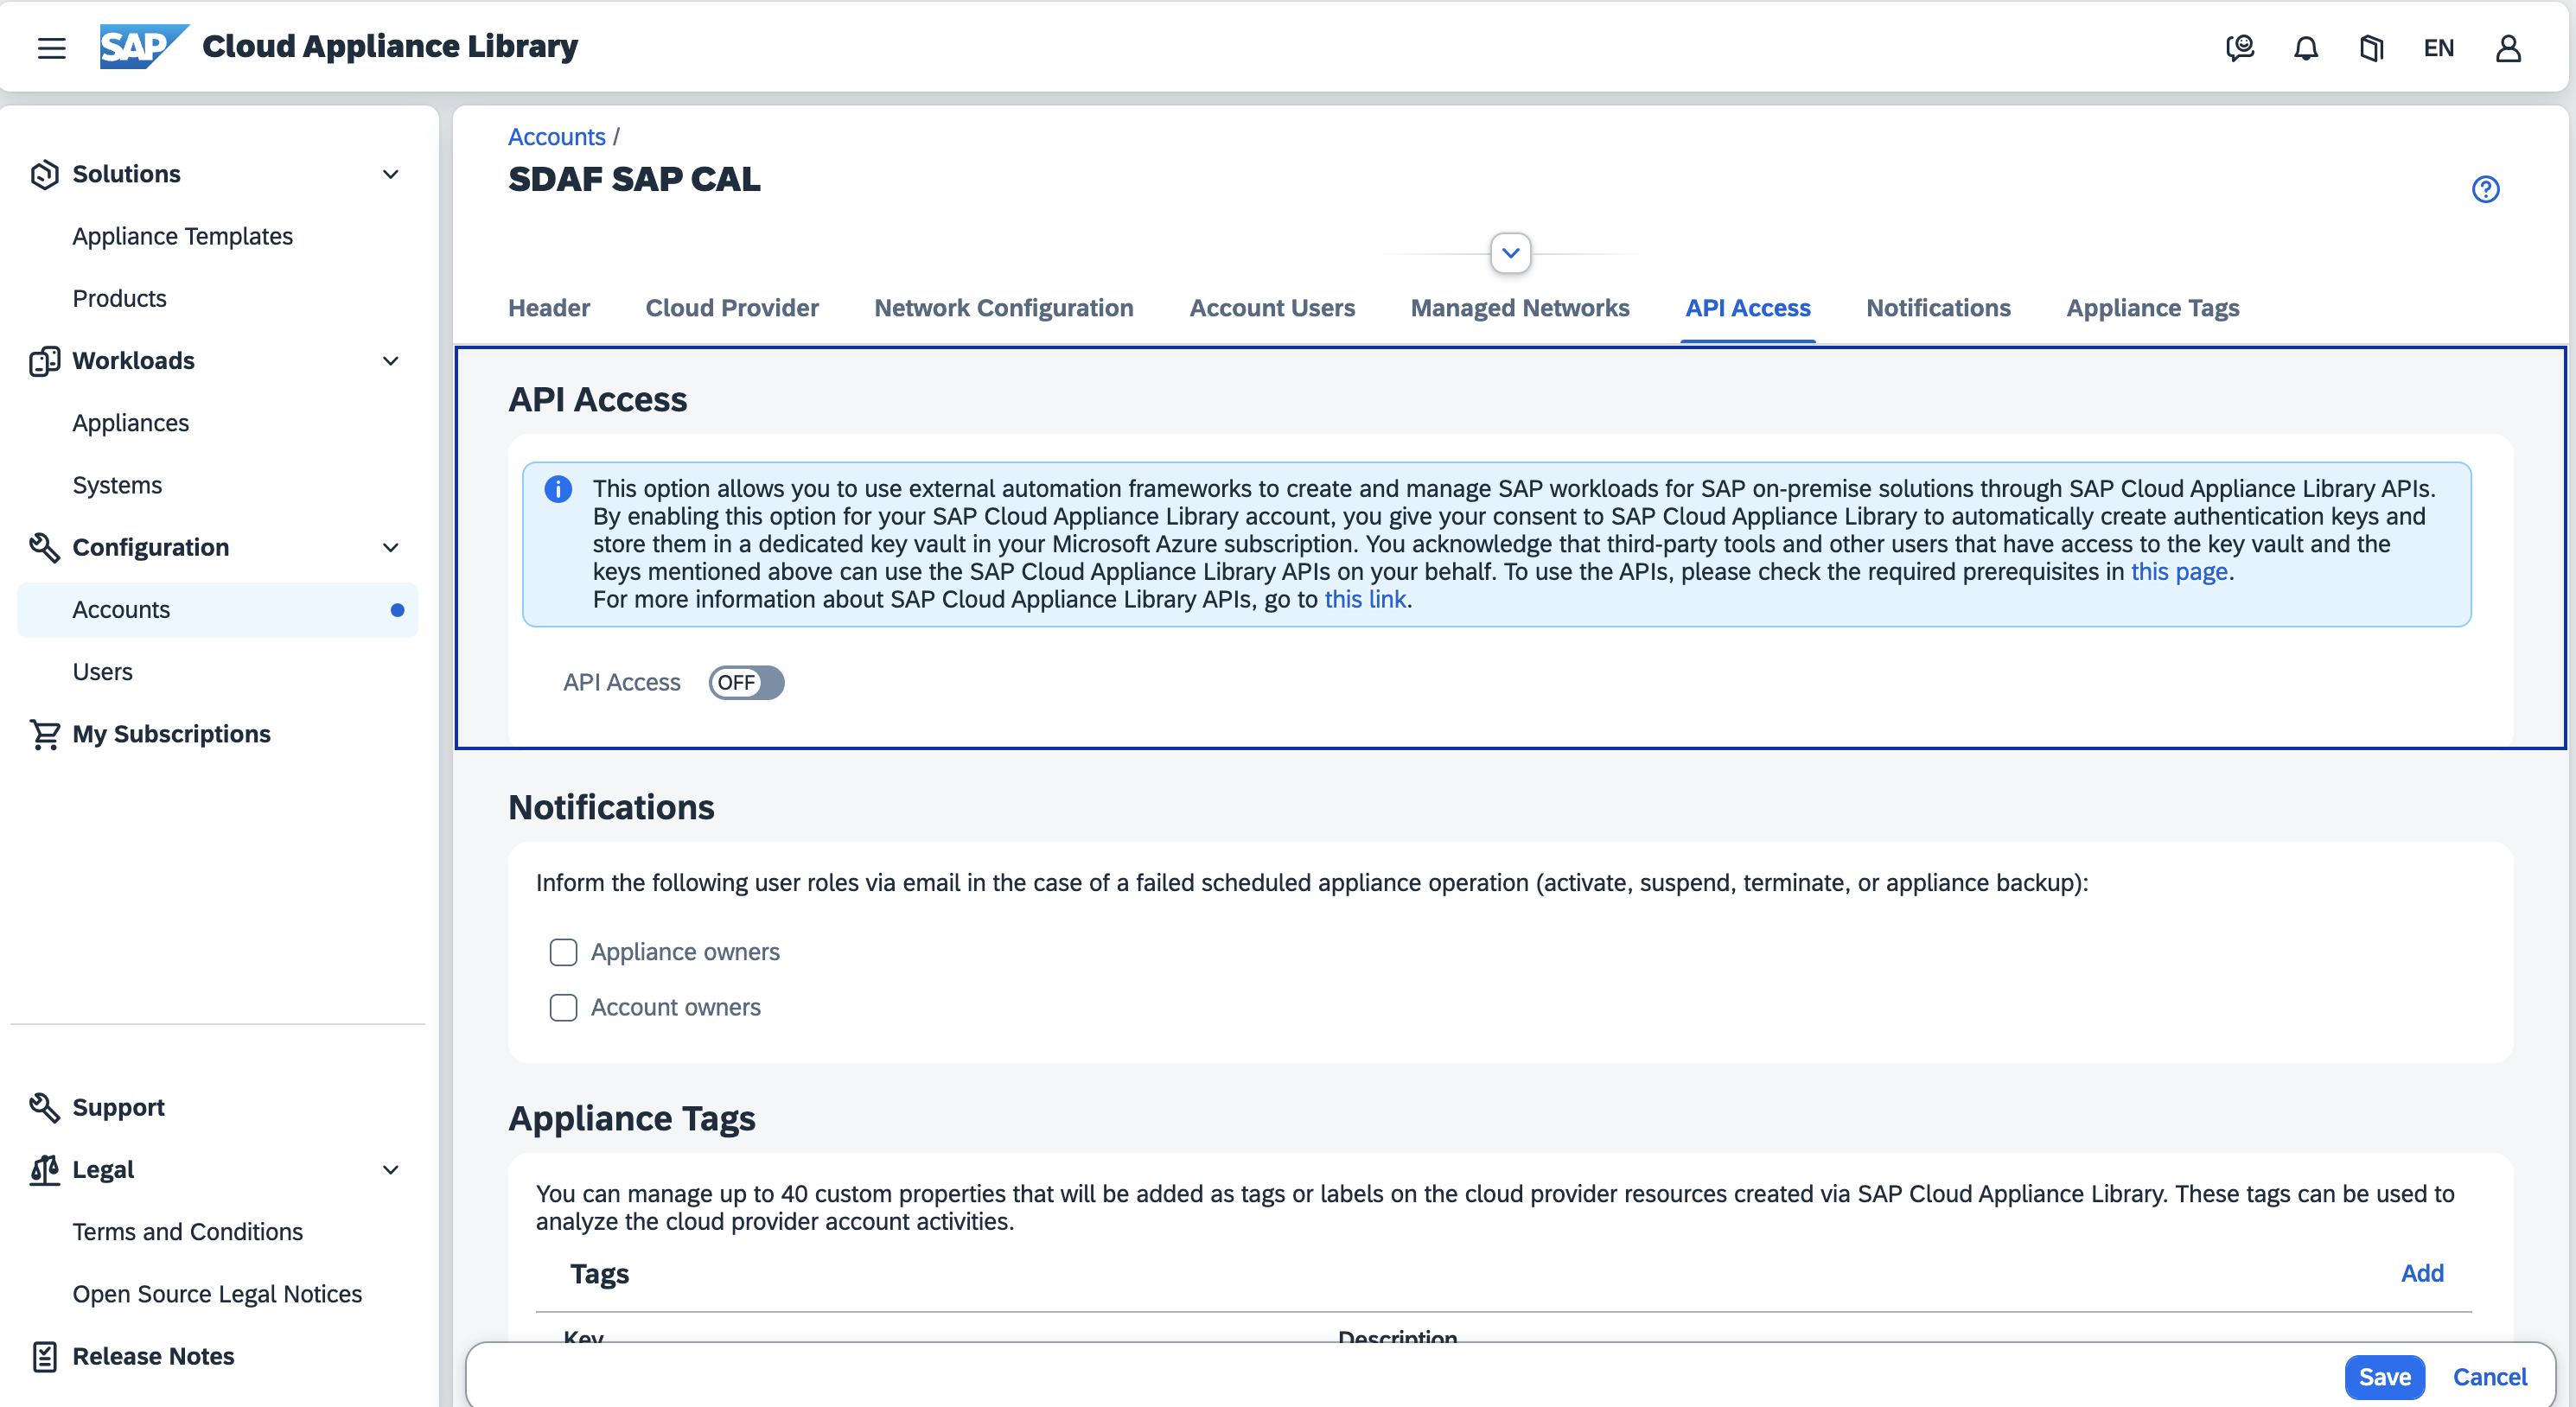 SAP Cloud Appliance Library
EN
Solutions
Appliance Templates
Products
Workloads
Appliances
Systems
Configuration
Accounts
Users
My Subscriptions
Support
Legal
Terms and Conditions
Open Source Legal Notices
Release Notes
Accounts /
SDAF SAP CAL
Header Cloud Provider Network Configuration Account Users Managed Networks API Access Notifications Appliance Tags
API Access
This option allows you to use external automation frameworks to create and manage SAP workloads for SAP on-premise solutions through SAP Cloud Appliance Library APIs.
By enabling this option for your SAP Cloud Appliance Library account, you give your consent to SAP Cloud Appliance Library to automatically create authentication keys and
store them in a dedicated key vault in your Microsoft Azure subscription. You acknowledge that third-party tools and other users that have access to the key vault and the
keys mentioned above can use the SAP Cloud Appliance Library APIs on your behalf. To use the APIs, please check the required prerequisites in this page.
For more information about SAP Cloud Appliance Library APIs, go to this link.
API Access OFF
Notifications
Inform the following user roles via email in the case of a failed scheduled appliance operation (activate, suspend, terminate, or appliance backup):
Appliance owners
Account owners
Appliance Tags
You can manage up to 40 custom properties that will be added as tags or labels on the cloud provider resources created via SAP Cloud Appliance Library. These tags can be used to
analyze the cloud provider account activities.
Tags Add
Key Description
Save Cancel